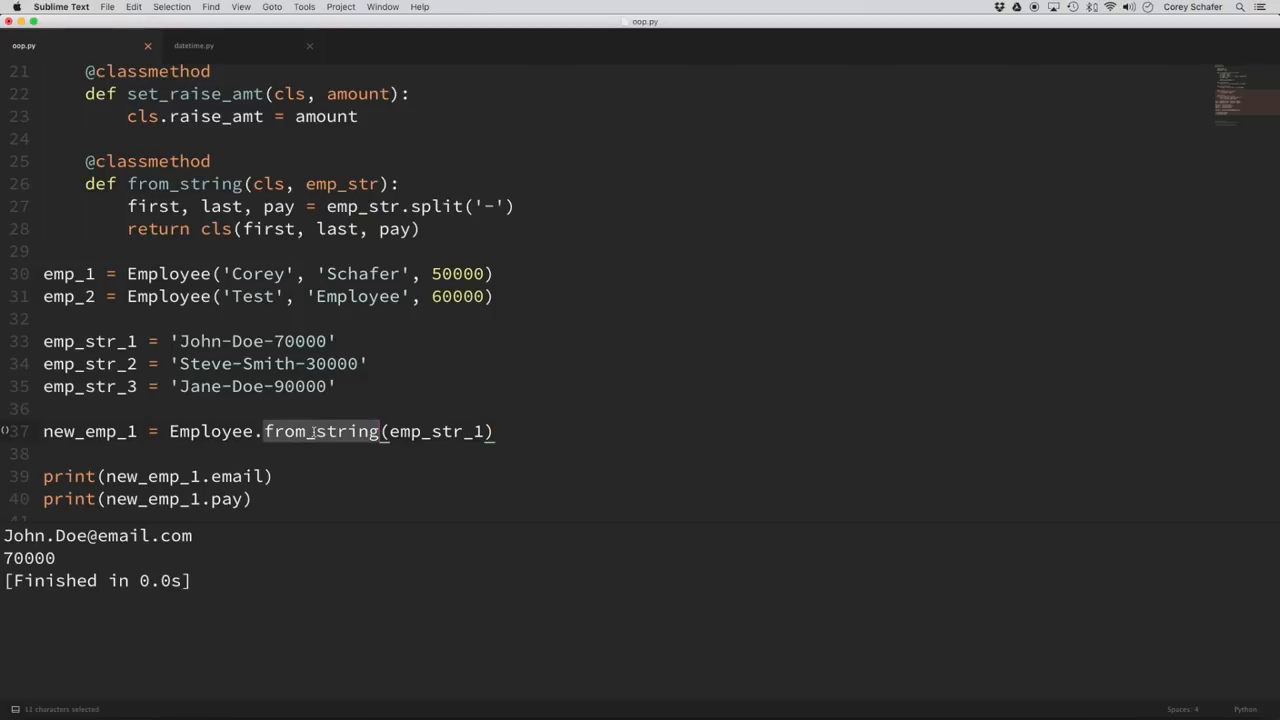 Sublime Text File Edit Selection Find View Goto Tools Project Window Help Corey Schafer
oop.py
oop.py datetime.py
21 @classmethod
22 def set_raise_amt(cls, amount):
23 cls.raise_amt = amount
24
25 @classmethod
26 def from_string(cls, emp_str):
27 first, last, pay = emp_str.split('-')
28 return cls(first, last, pay)
29
30 emp_1 = Employee('Corey', 'Schafer', 50000)
31 emp_2 = Employee('Test', 'Employee', 60000)
32
33 emp_str_1 = 'John-Doe-70000'
34 emp_str_2 = 'Steve-Smith-30000'
35 emp_str_3 = 'Jane-Doe-90000'
36
37 new_emp_1 = Employee.from_string(emp_str_1)
38
39 print(new_emp_1.email)
40 print(new_emp_1.pay)
41
John.Doe@email.com
70000
[Finished in 0.0s]
11 characters selected Spaces: 4 Python